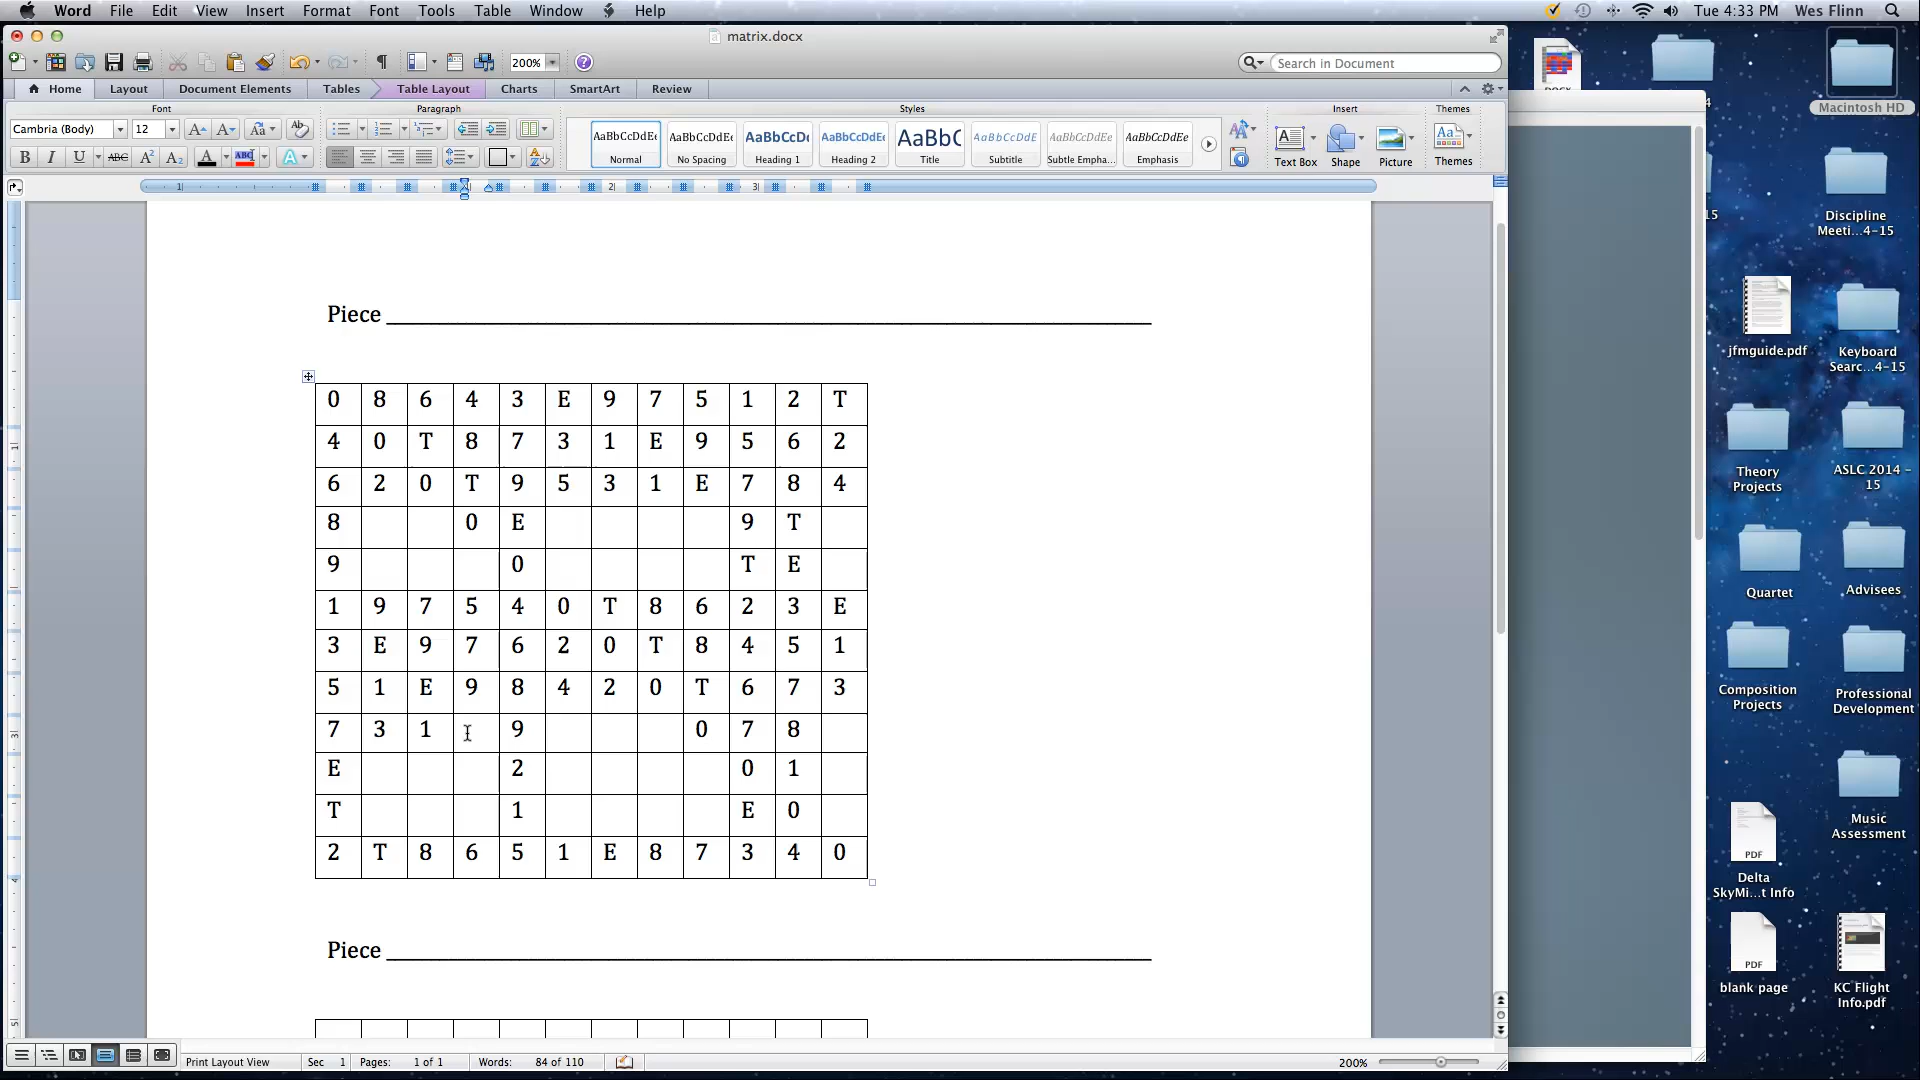 Word File Edit View Insert Format Font Tools Table Window Help Tue 4:33 PM Wes Flinn
matrix.docx
200% Search in Document
Home Layout Document Elements Tables Table Layout Charts SmartArt Review
Font Paragraph Styles Insert Themes
Cambria (Body) 12
B I U ABC A² A₂ A ABC A
AaBbCcDdEe AaBbCcDdEe AaBbCcDc AaBbCcDdEe AaBbC AaBbCcDdE AaBbCcDdEe AaBbCcDdEe
Normal No Spacing Heading 1 Heading 2 Title Subtitle Subtle Empha... Emphasis
Text Box Shape Picture Themes
Piece
0 8 6 4 3 E 9 7 5 1 2 T
4 0 T 8 7 3 1 E 9 5 6 2
6 2 0 T 9 5 3 1 E 7 8 4
8 0 E 9 T
9 0 T E
1 9 7 5 4 0 T 8 6 2 3 E
3 E 9 7 6 2 0 T 8 4 5 1
5 1 E 9 8 4 2 0 T 6 7 3
7 3 1 9 0 7 8
E 2 0 1
T 1 E 0
2 T 8 6 5 1 E 8 7 3 4 0
Piece
Print Layout View Sec 1 Pages: 1 of 1 Words: 84 of 110 200%
Macintosh HD
Discipline
Meeti...4-15
jfmguide.pdf
Keyboard
Searc...4-15
Theory
Projects
ASLC 2014 -
15
Quartet
Advisees
Composition
Projects
Professional
Development
Music
Assessment
PDF
Delta
SkyMi...t Info
PDF
blank page
KC Flight
Info.pdf